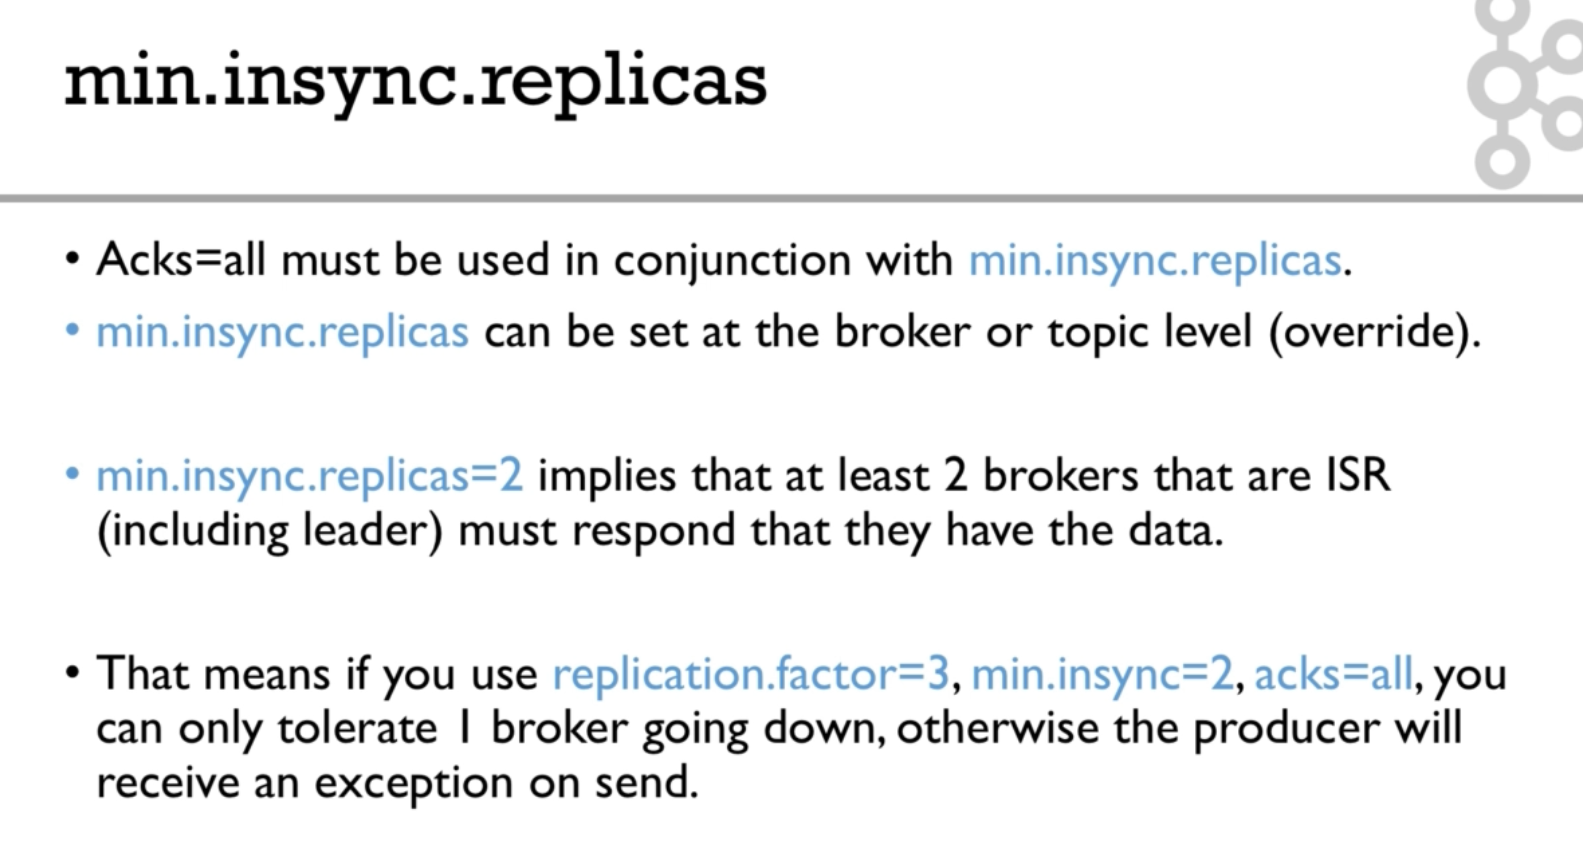 min.insync.replicas
• Acks=all must be used in conjunction with min.insync.replicas.
• min.insync.replicas can be set at the broker or topic level (override).
• min.insync.replicas=2 implies that at least 2 brokers that are ISR
(including leader) must respond that they have the data.
• That means if you use replication.factor=3, min.insync=2, acks=all, you
can only tolerate 1 broker going down, otherwise the producer will
receive an exception on send.